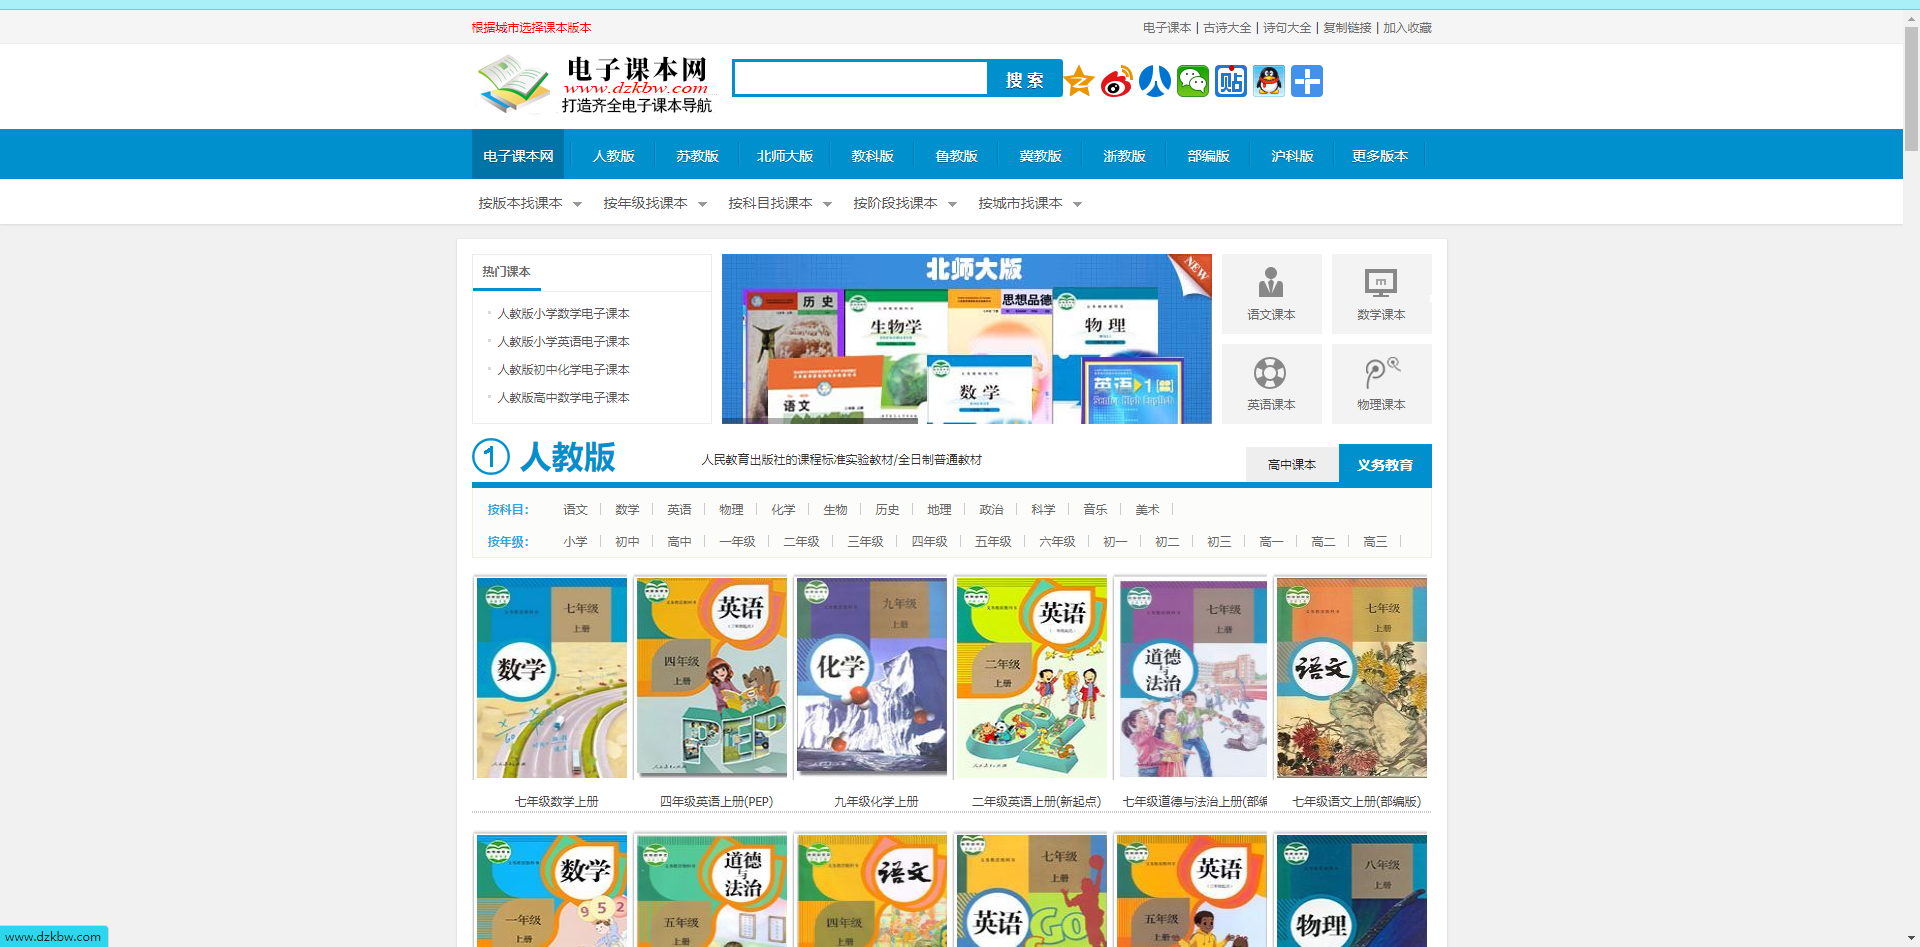 根据城市选择课本版本
电子课本 | 古诗大全 | 诗句大全 | 复制链接 | 加入收藏
电子课本网
www.dzkbw.com
打造齐全电子课本导航
搜 索
贴
电子课本网 人教版 苏教版 北师大版 教科版 鲁教版 冀教版 浙教版 部编版 沪科版 更多版本
按版本找课本 按年级找课本 按科目找课本 按阶段找课本 按城市找课本
热门课本
人教版小学数学电子课本
人教版小学英语电子课本
人教版初中化学电子课本
人教版高中数学电子课本
北师大版
NEW
历 史
生物学
思想品德
物 理
语文
数 学
英语 1
Senior High English
语文课本
数学课本
英语课本
物理课本
1 人教版
人民教育出版社的课程标准实验教材/全日制普通教材
高中课本
义务教育
按科目： 语文 数学 英语 物理 化学 生物 历史 地理 政治 科学 音乐 美术
按年级： 小学 初中 高中 一年级 二年级 三年级 四年级 五年级 六年级 初一 初二 初三 高一 高二 高三
七年级
上册
数学
英语
四年级
上册
PEP
九年级
上册
化学
英语
二年级
上册
七年级
上册
道德
与
法治
七年级
上册
语文
七年级数学上册
四年级英语上册(PEP)
九年级化学上册
二年级英语上册(新起点)
七年级道德与法治上册(部编
七年级语文上册(部编版)
数学
一年级
上册
9 5 2
道德
与
法治
五年级
上册
语文
四年级
上册
七年级
上册
英语
Go
英语
五年级
上册
八年级
上册
物理
www.dzkbw.com